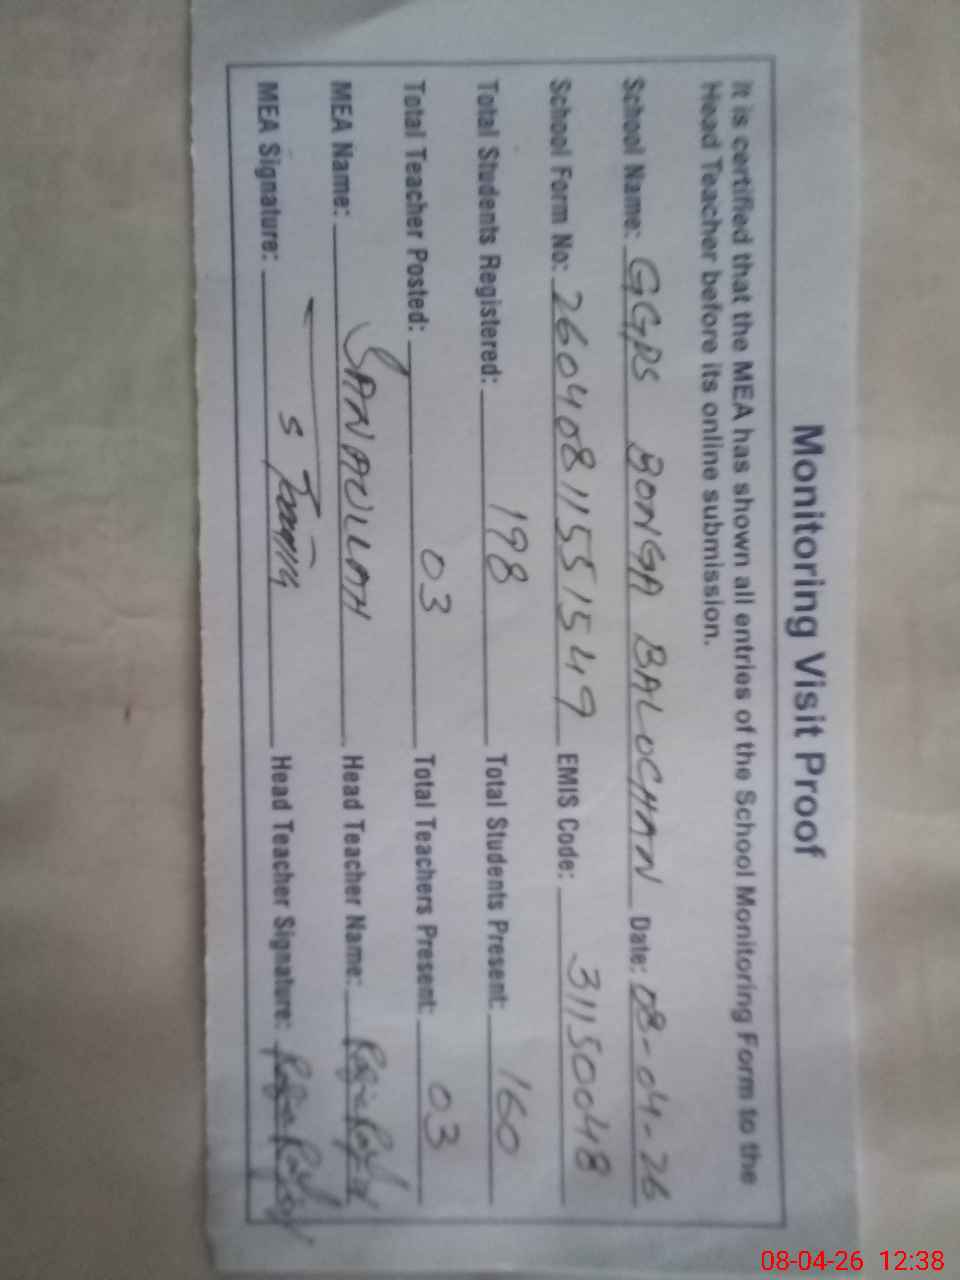 Monitoring Visit Proof
It is certified that the MEA has shown all entries of the School Monitoring Form to the
Head Teacher before its online submission.
School Name: GGPS BONGA BALOCHAN Date: 08-04-26
School Form No: 26040811551549 EMIS Code: 31150048
Total Students Registered: 198 Total Students Present: 160
Total Teacher Posted: 03 Total Teachers Present: 03
MEA Name: SANAULLAH Head Teacher Name:
MEA Signature: Head Teacher Signature:
08-04-26 12:38